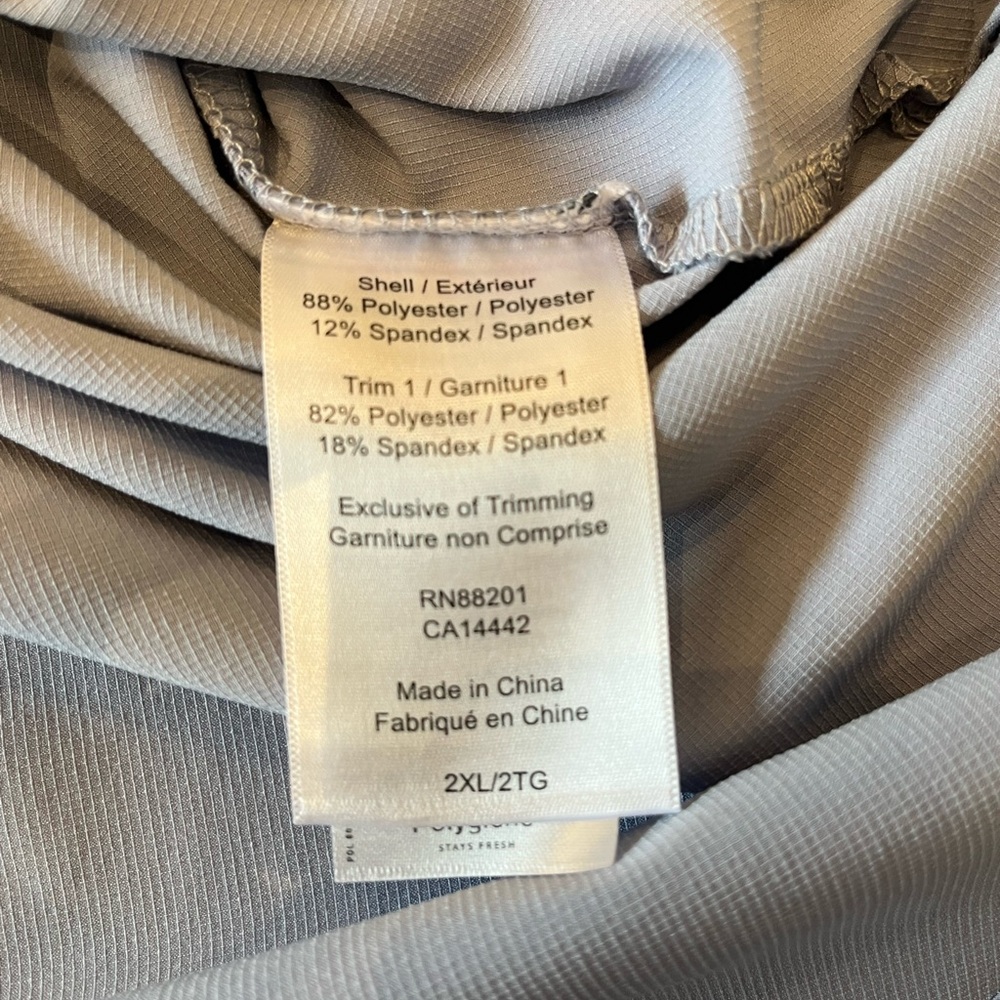 Shell / Extérieur
88% Polyester / Polyester
12% Spandex / Spandex
Trim 1 / Garniture 1
82% Polyester / Polyester
18% Spandex / Spandex
Exclusive of Trimming
Garniture non Comprise
RN88201
CA14442
Made in China
Fabriqué en Chine
2XL/2TG
STAYS FRESH